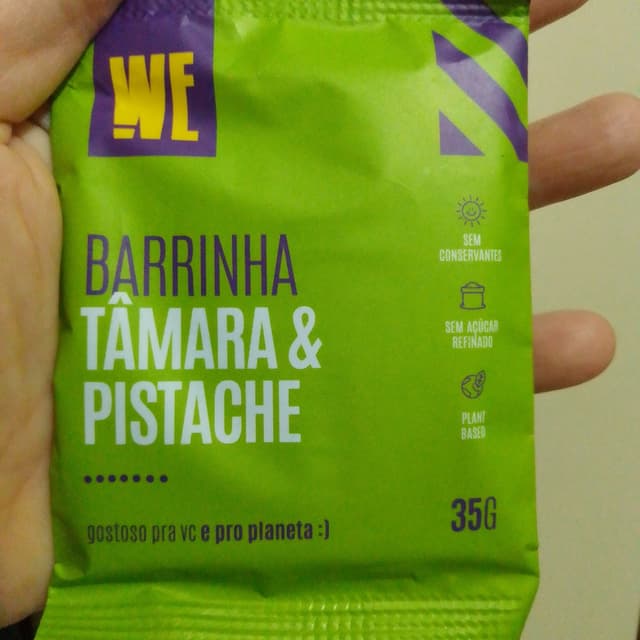 WE
BARRINHA
TÂMARA &
PISTACHE
gostoso pra vc e pro planeta :)
SEM
CONSERVANTES
SEM AÇÚCAR
REFINADO
PLANT
BASED
35G